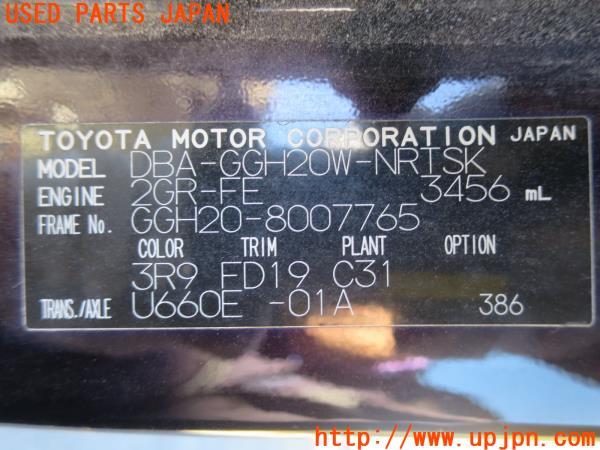 USED PARTS JAPAN
TOYOTA MOTOR CORPORATION JAPAN
MODEL DBA-GGH20W-NRTSK
ENGINE 2GR-FE 3456 mL
FRAME No. GGH20-8007765
COLOR TRIM PLANT OPTION
3R9 FD19 C31
TRANS./AXLE U660E -01A 386
http://www.upjpn.com/